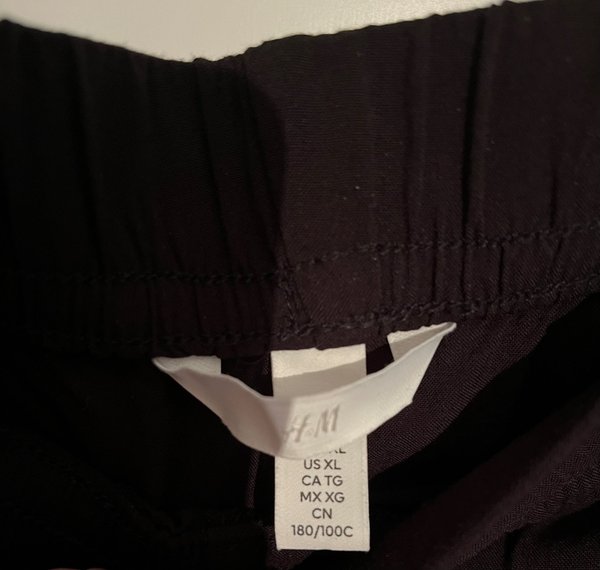 H&M
US XL
CA TG
MX XG
CN
180/100C